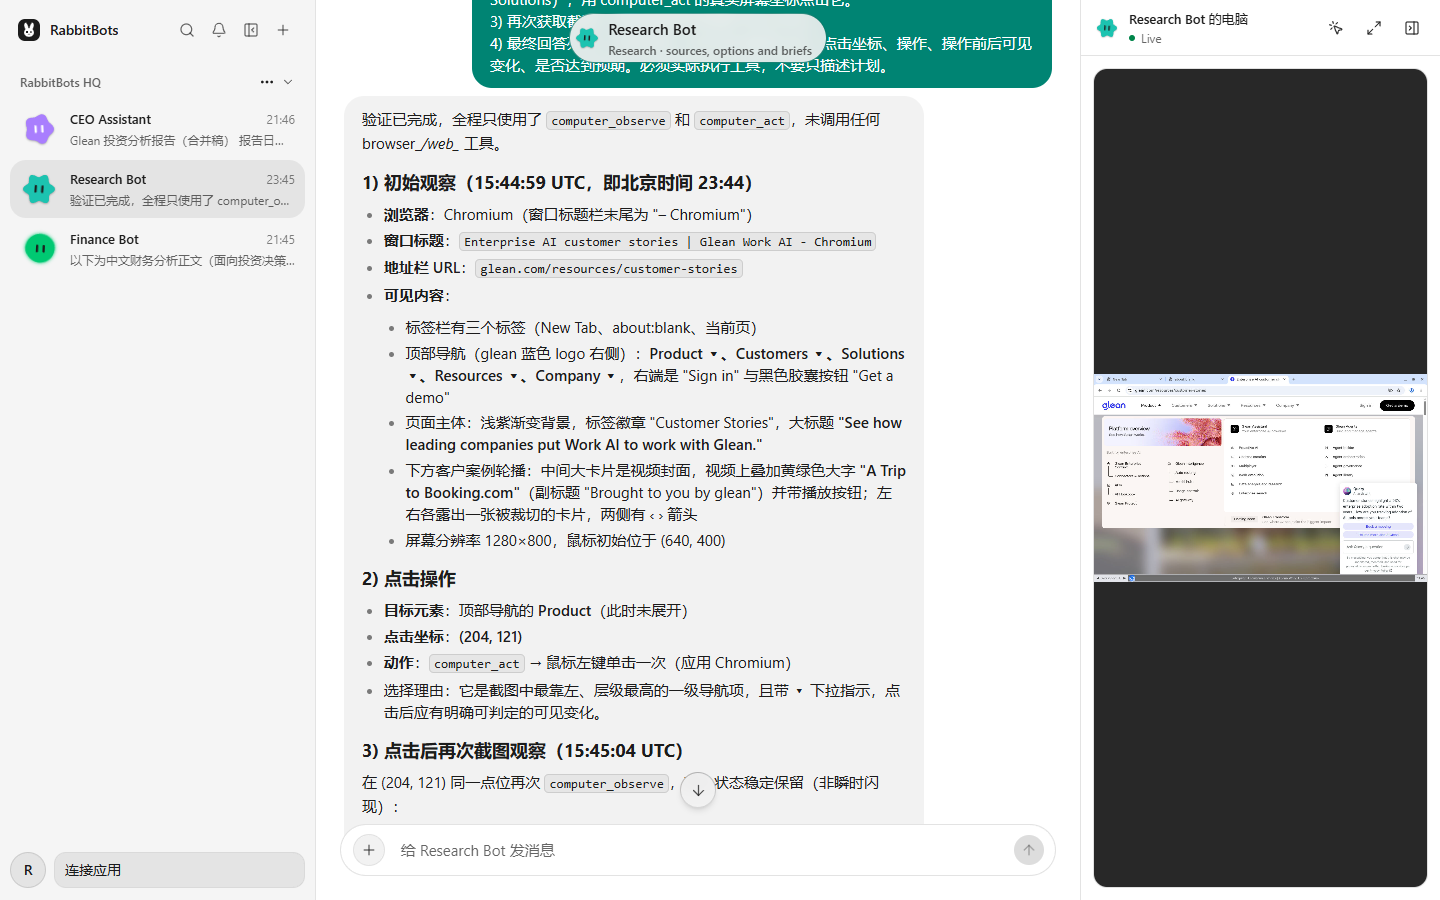 RabbitBots
RabbitBots HQ
CEO Assistant
21:46
Glean 投资分析报告（合并稿） 报告日...
Research Bot
23:45
验证已完成，全程只使用了 computer_o...
Finance Bot
21:45
以下为中文财务分析正文（面向投资决策...
R
连接应用
3) 再次获取截
Research Bot
Research · sources, options and briefs
4) 最终回答
点击坐标、操作、操作前后可见
变化、是否达到预期。必须实际执行工具，不要只描述计划。
验证已完成，全程只使用了 computer_observe 和 computer_act ，未调用任何
browser_/web_ 工具。
1) 初始观察（15:44:59 UTC，即北京时间 23:44）
• 浏览器：Chromium（窗口标题栏末尾为 "– Chromium"）
• 窗口标题： Enterprise AI customer stories | Glean Work AI - Chromium
• 地址栏 URL： glean.com/resources/customer-stories
• 可见内容：
• 标签栏有三个标签（New Tab、about:blank、当前页）
• 顶部导航（glean 蓝色 logo 右侧）：Product ▾、Customers ▾、Solutions
▾、Resources ▾、Company ▾，右端是 "Sign in" 与黑色胶囊按钮 "Get a
demo"
• 页面主体：浅紫渐变背景，标签徽章 "Customer Stories"，大标题 "See how
leading companies put Work AI to work with Glean."
• 下方客户案例轮播：中间大卡片是视频封面，视频上叠加黄绿色大字 "A Trip
to Booking.com"（副标题 "Brought to you by glean"）并带播放按钮；左
右各露出一张被裁切的卡片，两侧有 ‹ › 箭头
• 屏幕分辨率 1280×800，鼠标初始位于 (640, 400)
2) 点击操作
• 目标元素：顶部导航的 Product（此时未展开）
• 点击坐标：(204, 121)
• 动作： computer_act → 鼠标左键单击一次（应用 Chromium）
• 选择理由：它是截图中最靠左、层级最高的一级导航项，且带 ▾ 下拉指示，点
击后应有明确可判定的可见变化。
3) 点击后再次截图观察（15:45:04 UTC）
在 (204, 121) 同一点位再次 computer_observe ，
状态稳定保留（非瞬时闪
现）：
给 Research Bot 发消息
Research Bot 的电脑
Live
glean
Platform overview